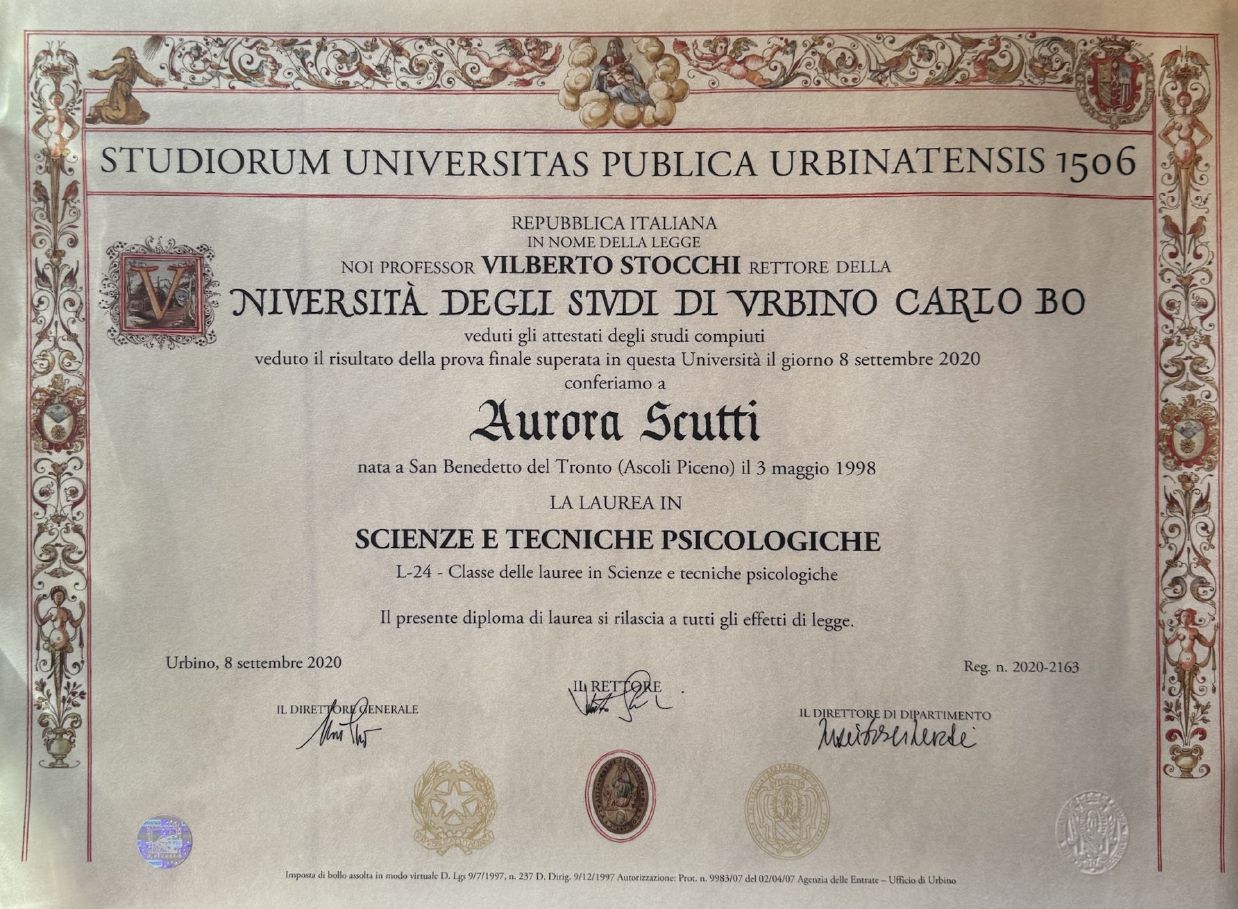 STUDIORUM UNIVERSITAS PUBLICA URBINATENSIS 1506
REPUBBLICA ITALIANA
IN NOME DELLA LEGGE
NOI PROFESSOR VILBERTO STOCCHI RETTORE DELLA
VNIVERSITÀ DEGLI STVDI DI VRBINO CARLO BO
veduti gli attestati degli studi compiuti
veduto il risultato della prova finale superata in questa Università il giorno 8 settembre 2020
conferiamo a
Aurora Scutti
nata a San Benedetto del Tronto (Ascoli Piceno) il 3 maggio 1998
LA LAUREA IN
SCIENZE E TECNICHE PSICOLOGICHE
L-24 - Classe delle lauree in Scienze e tecniche psicologiche
Il presente diploma di laurea si rilascia a tutti gli effetti di legge.
Urbino, 8 settembre 2020
Reg. n. 2020-2163
IL DIRETTORE GENERALE
IL RETTORE
IL DIRETTORE DI DIPARTIMENTO
Imposta di bollo assolta in modo virtuale D. Lgs 9/7/1997, n. 237 D. Dirig. 9/12/1997 Autorizzazione: Prot. n. 9983/07 del 02/04/07 Agenzia delle Entrate – Ufficio di Urbino